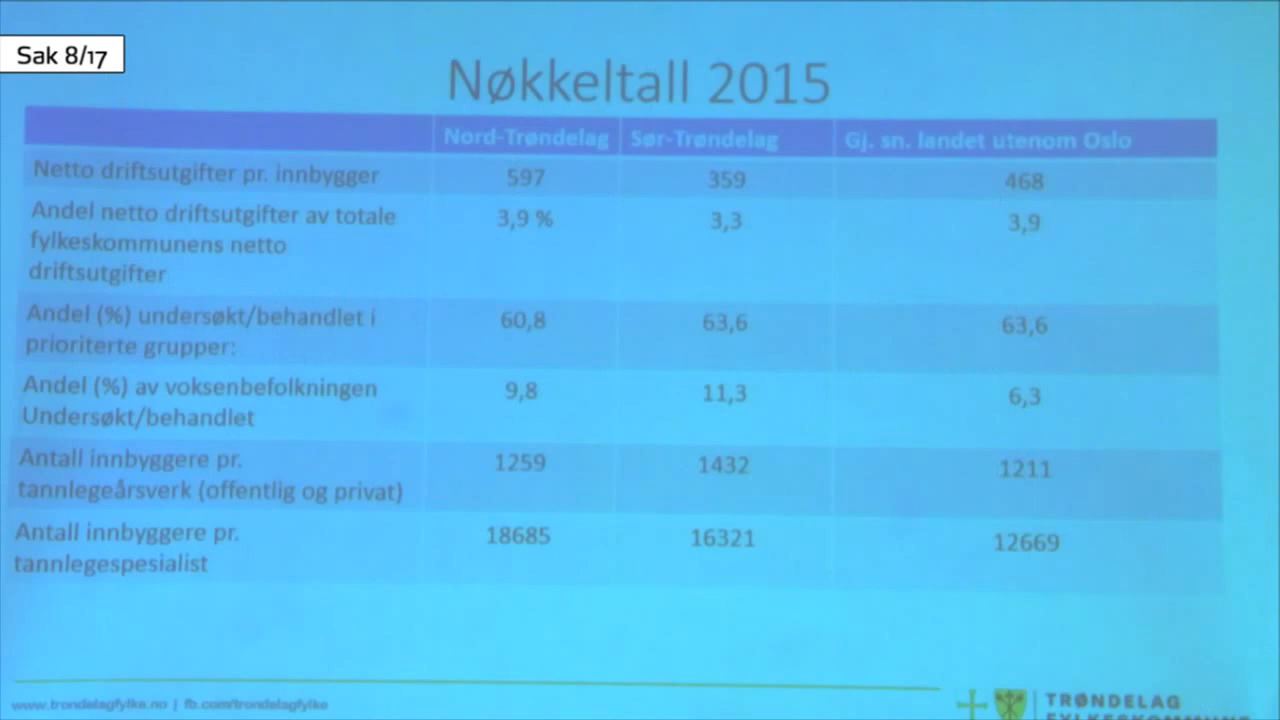 Sak 8/17
Nøkkeltall 2015
Nord-Trøndelag Sør-Trøndelag Gj. sn. landet utenom Oslo
Netto driftsutgifter pr. innbygger 597 359 468
Andel netto driftsutgifter av totale 3,9 % 3,3 3,9
fylkeskommunens netto
driftsutgifter
Andel (%) undersøkt/behandlet i 60,8 63,6 63,6
prioriterte grupper:
Andel (%) av voksenbefolkningen 9,8 11,3 6,3
Undersøkt/behandlet
Antall innbyggere pr. 1259 1432 1211
tannlegeårsverk (offentlig og privat)
Antall innbyggere pr. 18685 16321 12669
tannlegespesialist
www.trondelagfylke.no | fb.com/trondelagfylke
TRØNDELAG
FYLKESKOMMUNE